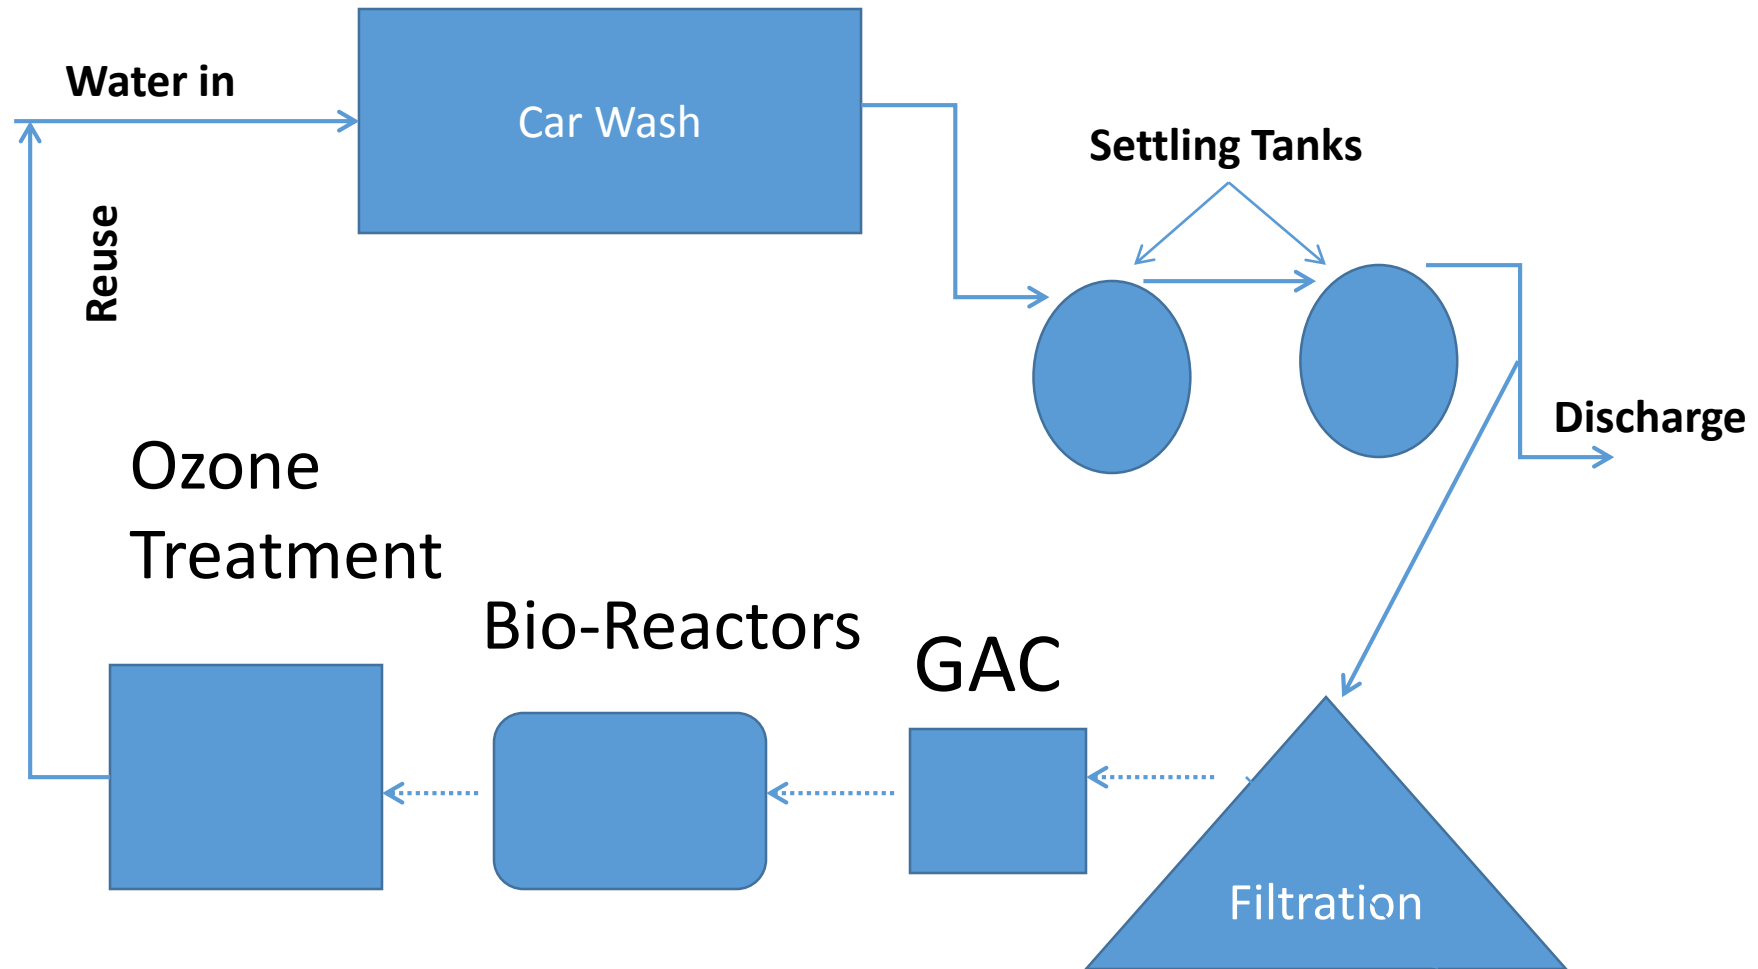 Water in
Car Wash
Settling Tanks
Reuse
Discharge
Ozone
Treatment
Bio-Reactors
GAC
Filtration